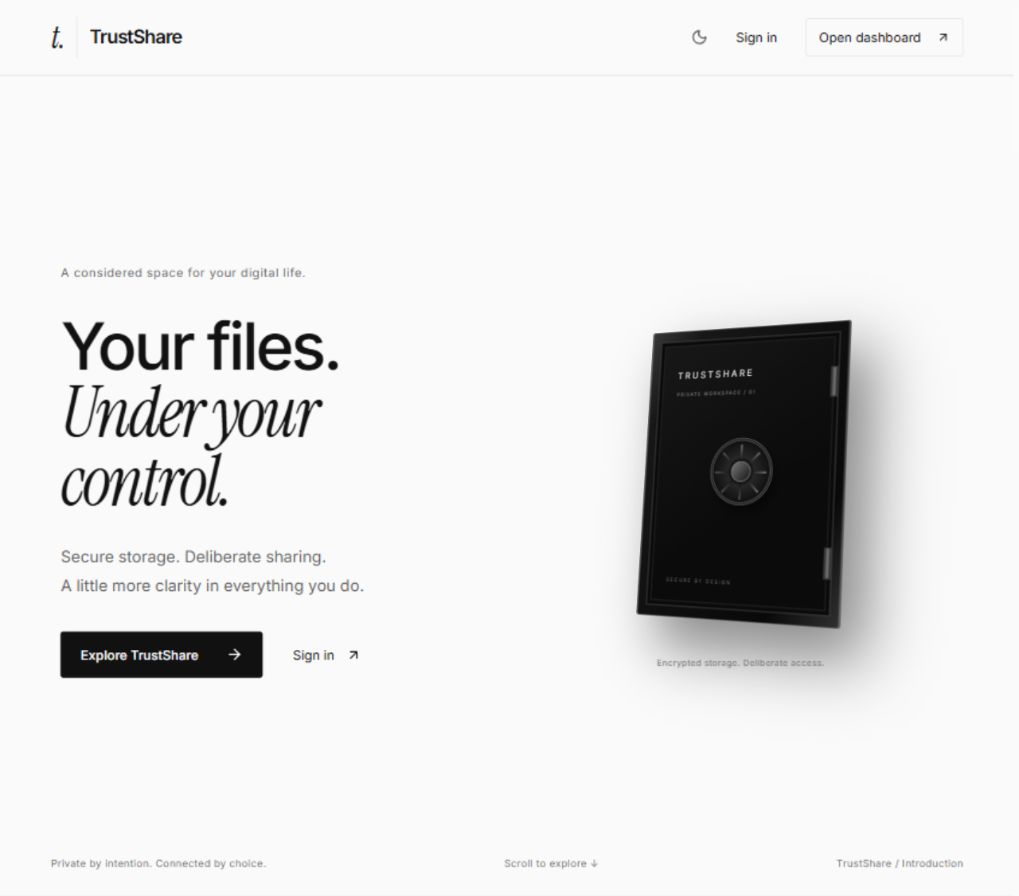 t. TrustShare
Sign in
Open dashboard
A considered space for your digital life.
Your files.
Under your
control.
Secure storage. Deliberate sharing.
A little more clarity in everything you do.
Explore TrustShare
Sign in
TRUSTSHARE
PRIVATE WORKSPACE / 01
SECURE BY DESIGN
Encrypted storage. Deliberate access.
Private by intention. Connected by choice.
Scroll to explore ↓
TrustShare / Introduction